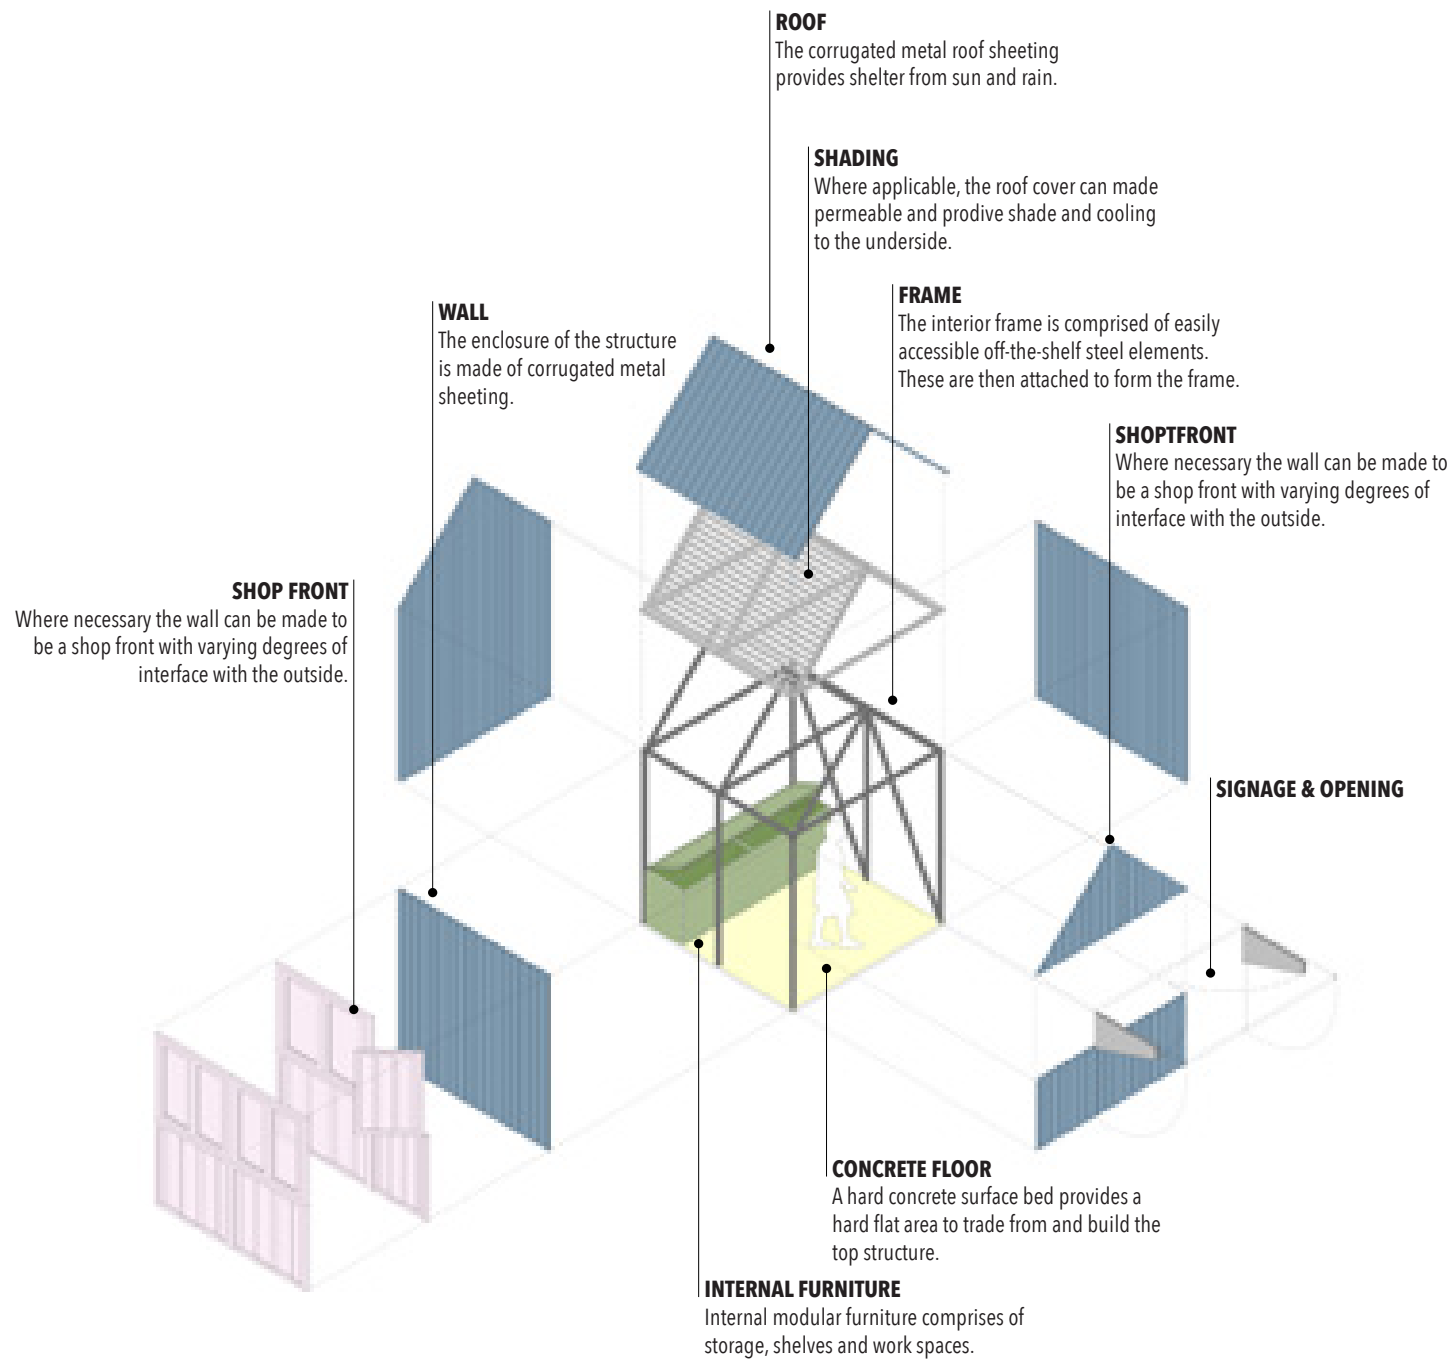 ROOF
The corrugated metal roof sheeting
provides shelter from sun and rain.
SHADING
Where applicable, the roof cover can made
permeable and prodive shade and cooling
to the underside.
FRAME
The interior frame is comprised of easily
accessible off-the-shelf steel elements.
These are then attached to form the frame.
WALL
The enclosure of the structure
is made of corrugated metal
sheeting.
SHOPTFRONT
Where necessary the wall can be made to
be a shop front with varying degrees of
interface with the outside.
SHOP FRONT
Where necessary the wall can be made to
be a shop front with varying degrees of
interface with the outside.
SIGNAGE & OPENING
CONCRETE FLOOR
A hard concrete surface bed provides a
hard flat area to trade from and build the
top structure.
INTERNAL FURNITURE
Internal modular furniture comprises of
storage, shelves and work spaces.